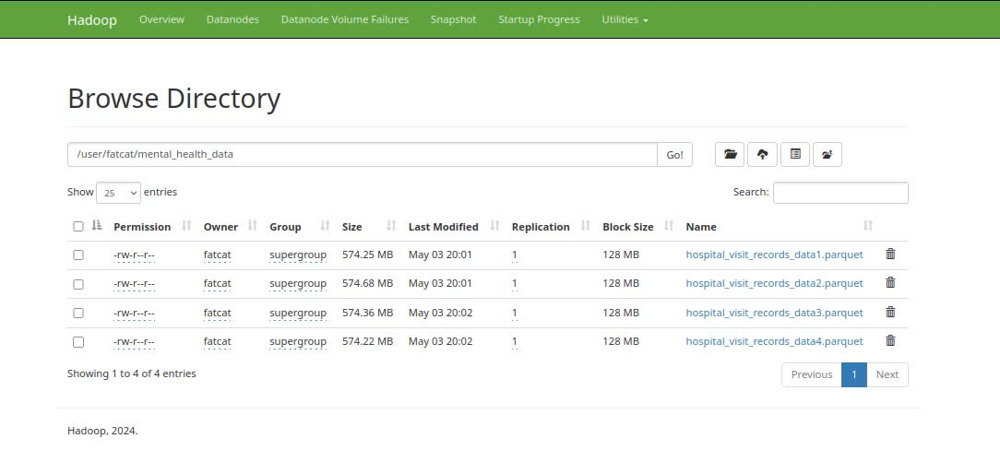 Hadoop Overview Datanodes Datanode Volume Failures Snapshot Startup Progress Utilities
Browse Directory
/user/fatcat/mental_health_data Go!
Show 25 entries Search:
Permission Owner Group Size Last Modified Replication Block Size Name
-rw-r--r-- fatcat supergroup 574.25 MB May 03 20:01 1 128 MB hospital_visit_records_data1.parquet
-rw-r--r-- fatcat supergroup 574.68 MB May 03 20:01 1 128 MB hospital_visit_records_data2.parquet
-rw-r--r-- fatcat supergroup 574.36 MB May 03 20:02 1 128 MB hospital_visit_records_data3.parquet
-rw-r--r-- fatcat supergroup 574.22 MB May 03 20:02 1 128 MB hospital_visit_records_data4.parquet
Showing 1 to 4 of 4 entries Previous 1 Next
Hadoop, 2024.